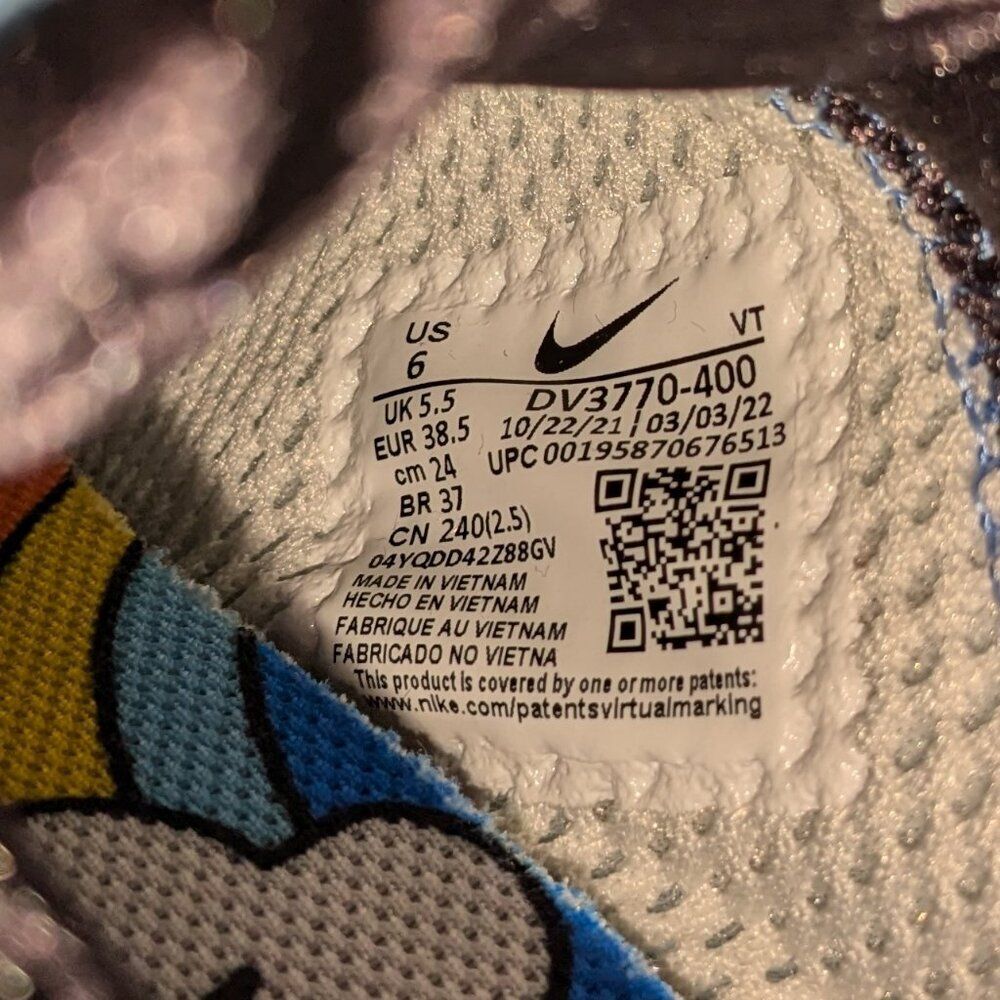 US
6
VT
UK 5.5
EUR 38.5
cm 24
BR 37
CN 240(2.5)
DV3770-400
10/22/21 | 03/03/22
UPC 00195870676513
04YQDD42Z88GV
MADE IN VIETNAM
HECHO EN VIETNAM
FABRIQUE AU VIETNAM
FABRICADO NO VIETNA
This product is covered by one or more patents:
www.nike.com/patentsvirtualmarking